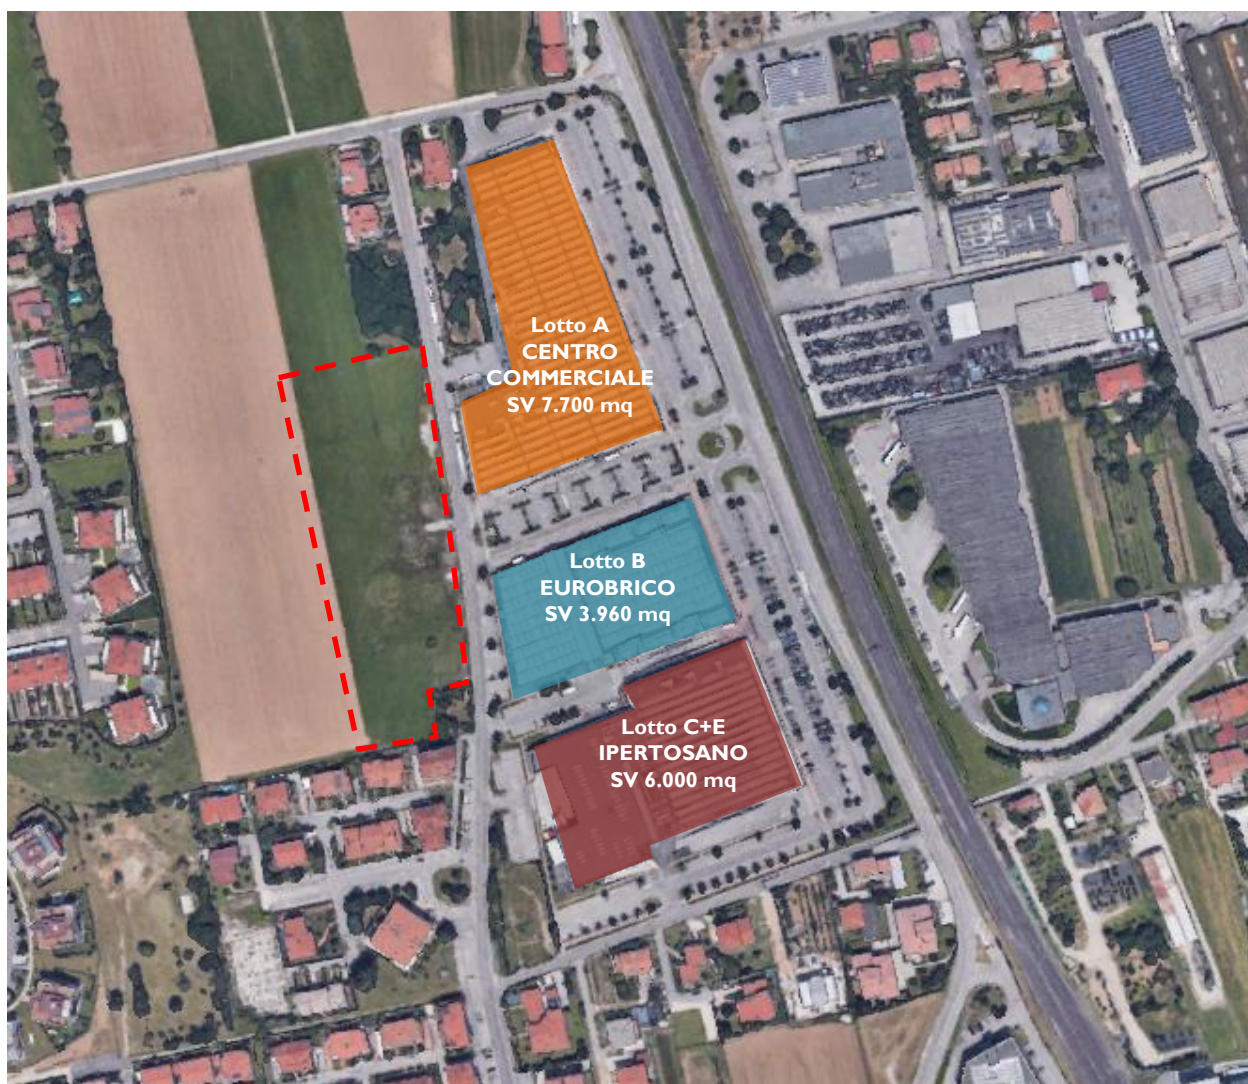 Lotto A
CENTRO
COMMERCIALE
SV 7.700 mq
Lotto B
EUROBRICO
SV 3.960 mq
Lotto C+E
IPERTOSANO
SV 6.000 mq